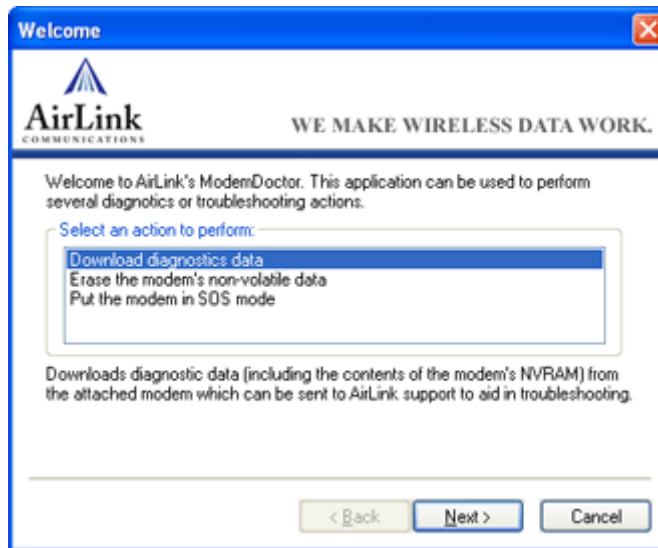 Welcome
AirLink
COMMUNICATIONS
WE MAKE WIRELESS DATA WORK.
Welcome to AirLink's ModemDoctor. This application can be used to perform
several diagnotics or troubleshooting actions.
Select an action to perform:
Download diagnostics data
Erase the modem's non-volatile data
Put the modem in SOS mode
Downloads diagnostic data (including the contents of the modem's NVRAM) from
the attached modem which can be sent to AirLink support to aid in troubleshooting.
< Back
Next >
Cancel